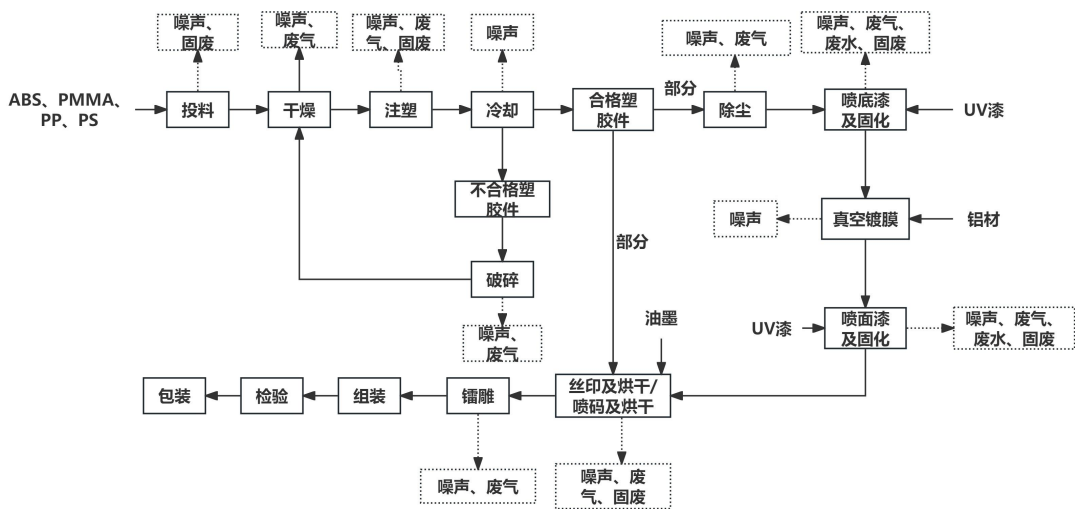 噪声、
固废
噪声、
废气
噪声、废
气、固废
噪声
噪声、废气
噪声、废气、
废水、固废
ABS、PMMA、
PP、PS
投料
干燥
注塑
冷却
合格塑
胶件
部分
除尘
喷底漆
及固化
UV漆
不合格塑
胶件
噪声
真空镀膜
铝材
部分
破碎
噪声、
废气
油墨
UV漆
喷面漆
及固化
噪声、废气、
废水、固废
包装
检验
组装
镭雕
丝印及烘干/
喷码及烘干
噪声、废气
噪声、废
气、固废